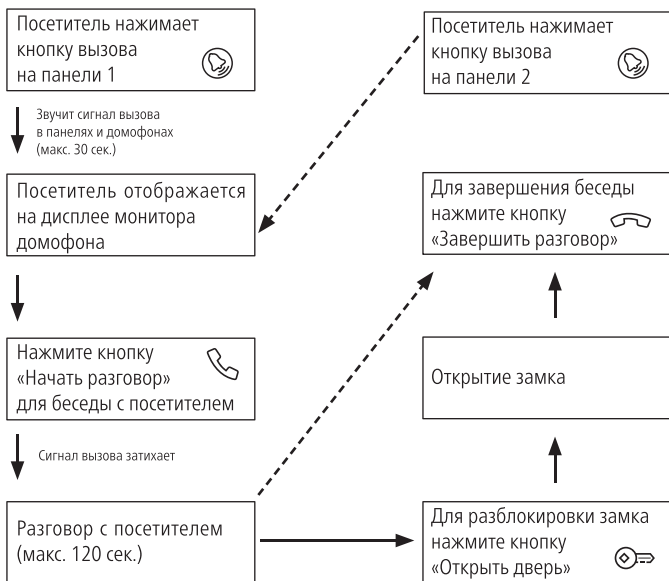 Посетитель нажимает
кнопку вызова
на панели 1
Звучит сигнал вызова
в панелях и домофонах
(макс. 30 сек.)
Посетитель отображается
на дисплее монитора
домофона
Нажмите кнопку
«Начать разговор»
для беседы с посетителем
Сигнал вызова затихает
Разговор с посетителем
(макс. 120 сек.)
Посетитель нажимает
кнопку вызова
на панели 2
Для завершения беседы
нажмите кнопку
«Завершить разговор»
Открытие замка
Для разблокировки замка
нажмите кнопку
«Открыть дверь»